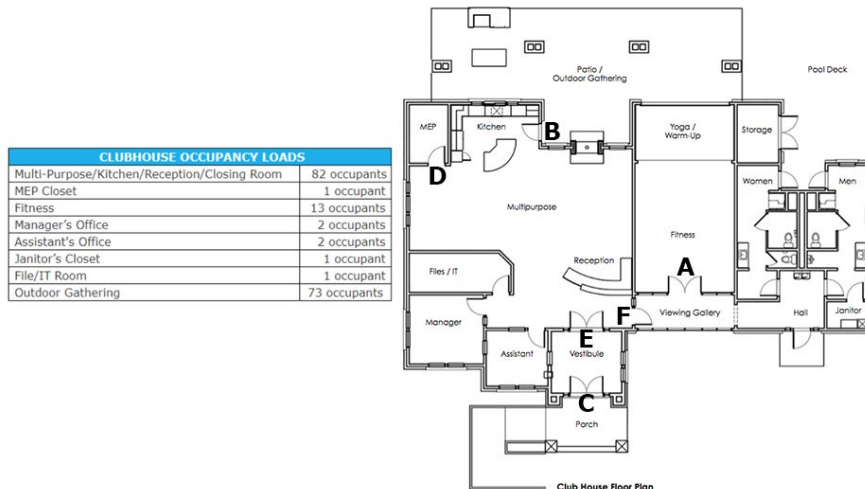 CLUBHOUSE OCCUPANCY LOADS
Multi-Purpose/Kitchen/Reception/Closing Room 82 occupants
MEP Closet 1 occupant
Fitness 13 occupants
Manager's Office 2 occupants
Assistant's Office 2 occupants
Janitor's Closet 1 occupant
File/IT Room 1 occupant
Outdoor Gathering 73 occupants
Patio /
Outdoor Gathering
Pool Deck
MEP
Kitchen
B
Yoga /
Warm-Up
Storage
D
Women
Men
Multipurpose
Fitness
Reception
A
Files / IT
Manager
F
Viewing Gallery
Hall
Janitor
E
Assistant
Vestibule
C
Porch
Club House Floor Plan